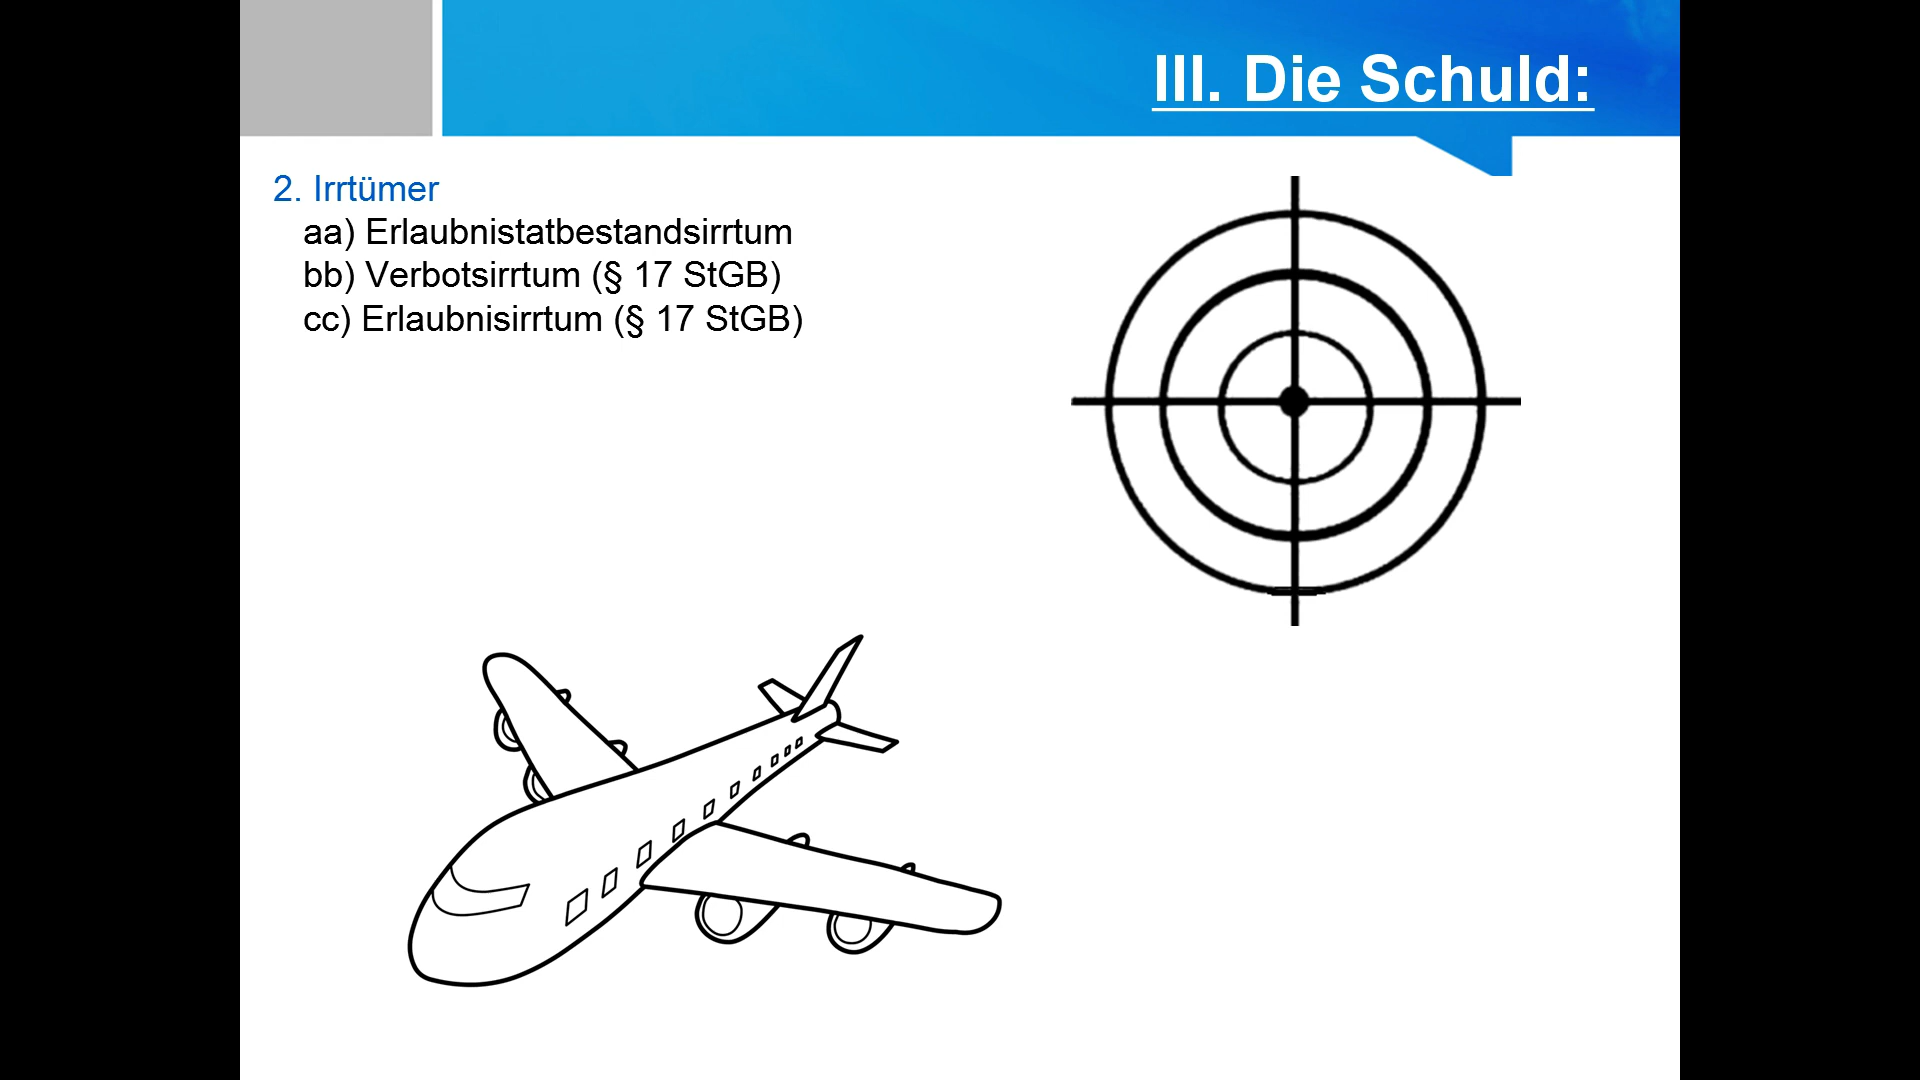 III. Die Schuld:
2. Irrtümer
aa) Erlaubnistatbestandsirrtum
bb) Verbotsirrtum (§ 17 StGB)
cc) Erlaubnisirrtum (§ 17 StGB)